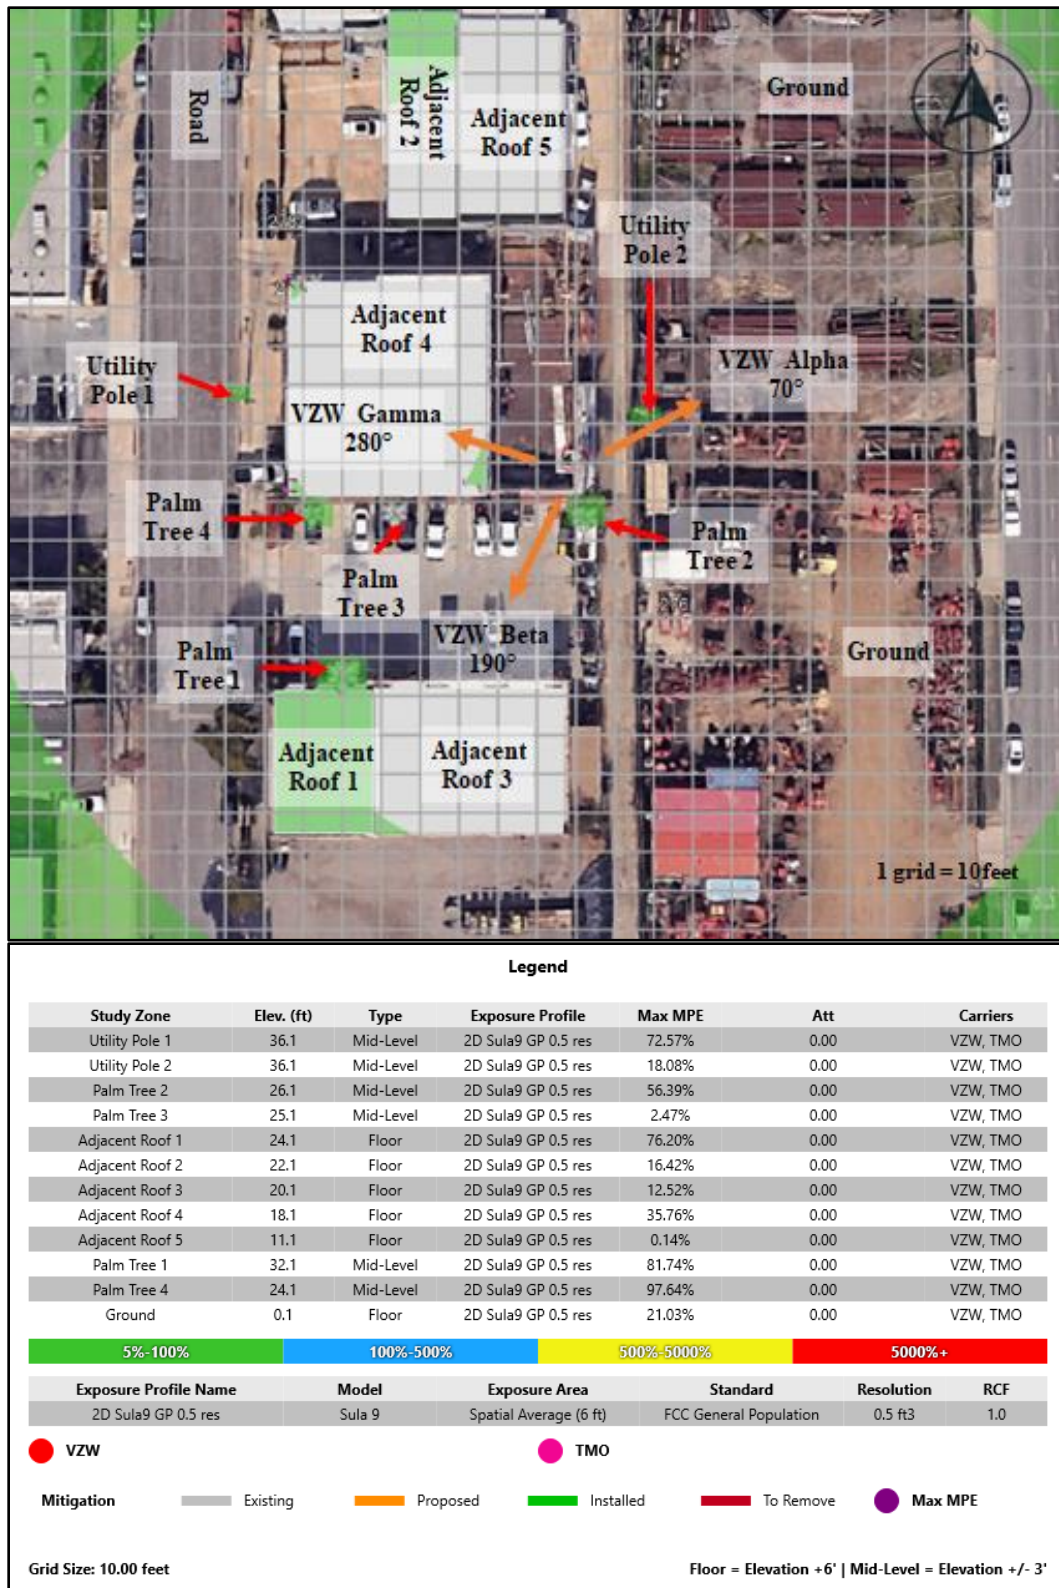 N
Road
Adjacent
Roof 2
Adjacent
Roof 5
Ground
Utility
Pole 2
Adjacent
Roof 4
VZW Alpha
70°
Utility
Pole 1
VZW Gamma
280°
Palm
Tree 4
Palm
Tree 3
Palm
Tree 2
VZW Beta
190°
Palm
Tree 1
Ground
Adjacent
Roof 1
Adjacent
Roof 3
1 grid = 10feet
Legend
Study Zone Elev. (ft) Type Exposure Profile Max MPE Att Carriers
Utility Pole 1 36.1 Mid-Level 2D Sula9 GP 0.5 res 72.57% 0.00 VZW, TMO
Utility Pole 2 36.1 Mid-Level 2D Sula9 GP 0.5 res 18.08% 0.00 VZW, TMO
Palm Tree 2 26.1 Mid-Level 2D Sula9 GP 0.5 res 56.39% 0.00 VZW, TMO
Palm Tree 3 25.1 Mid-Level 2D Sula9 GP 0.5 res 2.47% 0.00 VZW, TMO
Adjacent Roof 1 24.1 Floor 2D Sula9 GP 0.5 res 76.20% 0.00 VZW, TMO
Adjacent Roof 2 22.1 Floor 2D Sula9 GP 0.5 res 16.42% 0.00 VZW, TMO
Adjacent Roof 3 20.1 Floor 2D Sula9 GP 0.5 res 12.52% 0.00 VZW, TMO
Adjacent Roof 4 18.1 Floor 2D Sula9 GP 0.5 res 35.76% 0.00 VZW, TMO
Adjacent Roof 5 11.1 Floor 2D Sula9 GP 0.5 res 0.14% 0.00 VZW, TMO
Palm Tree 1 32.1 Mid-Level 2D Sula9 GP 0.5 res 81.74% 0.00 VZW, TMO
Palm Tree 4 24.1 Mid-Level 2D Sula9 GP 0.5 res 97.64% 0.00 VZW, TMO
Ground 0.1 Floor 2D Sula9 GP 0.5 res 21.03% 0.00 VZW, TMO
5%-100% 100%-500% 500%-5000% 5000%+
Exposure Profile Name Model Exposure Area Standard Resolution RCF
2D Sula9 GP 0.5 res Sula 9 Spatial Average (6 ft) FCC General Population 0.5 ft3 1.0
VZW TMO
Mitigation Existing Proposed Installed To Remove Max MPE
Grid Size: 10.00 feet Floor = Elevation +6' | Mid-Level = Elevation +/- 3'